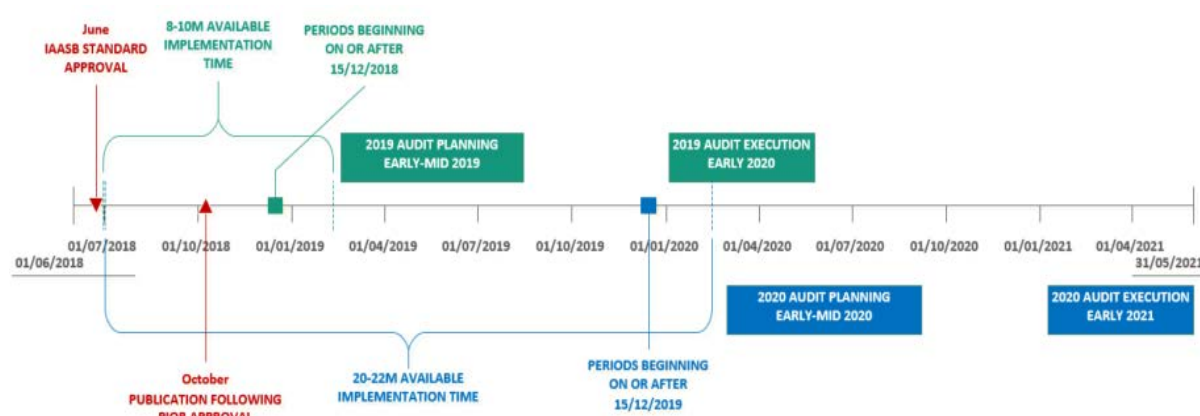 June
IAASB STANDARD
APPROVAL
8-10M AVAILABLE
IMPLEMENTATION
TIME
PERIODS BEGINNING
ON OR AFTER
15/12/2018
2019 AUDIT PLANNING
EARLY-MID 2019
2019 AUDIT EXECUTION
EARLY 2020
01/07/2018
01/10/2018
01/01/2019
01/04/2019
01/07/2019
01/10/2019
01/01/2020
01/04/2020
01/07/2020
01/10/2020
01/01/2021
01/04/2021
01/06/2018
31/05/2021
2020 AUDIT PLANNING
EARLY-MID 2020
2020 AUDIT EXECUTION
EARLY 2021
October
PUBLICATION FOLLOWING
PIOB APPROVAL
20-22M AVAILABLE
IMPLEMENTATION TIME
PERIODS BEGINNING
ON OR AFTER
15/12/2019